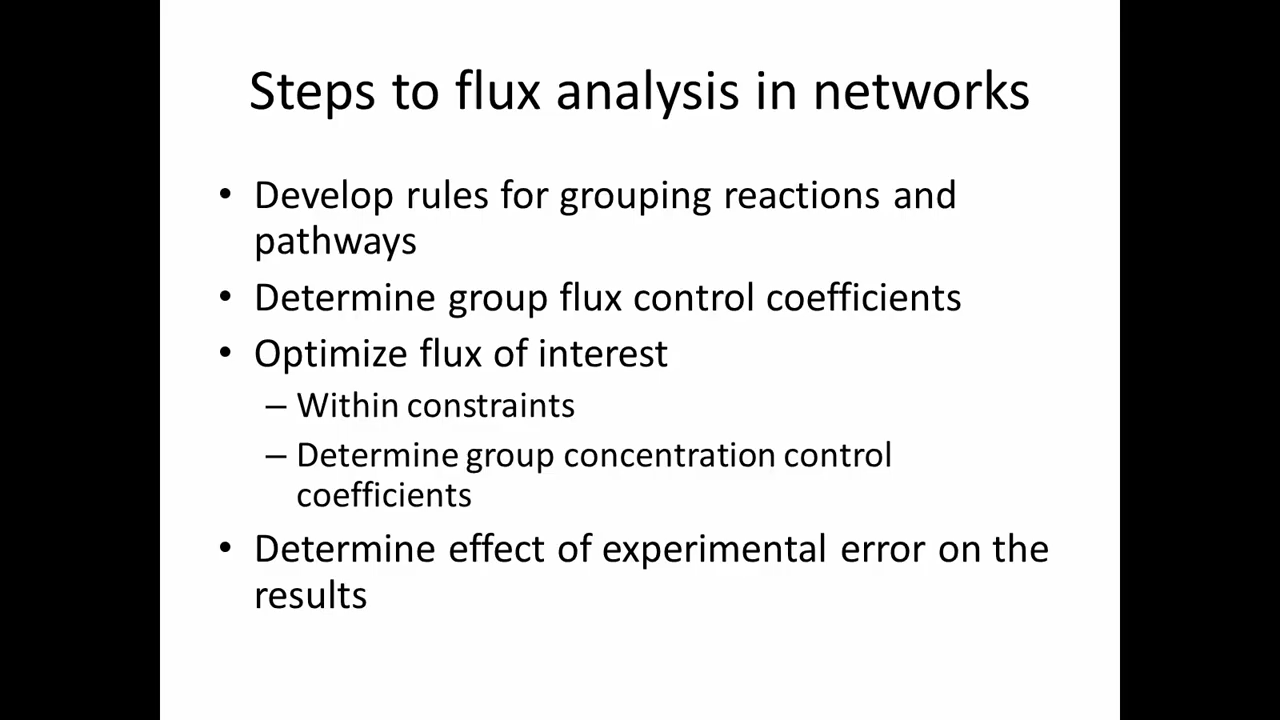 Steps to flux analysis in networks
• Develop rules for grouping reactions and
pathways
• Determine group flux control coefficients
• Optimize flux of interest
– Within constraints
– Determine group concentration control
coefficients
• Determine effect of experimental error on the
results